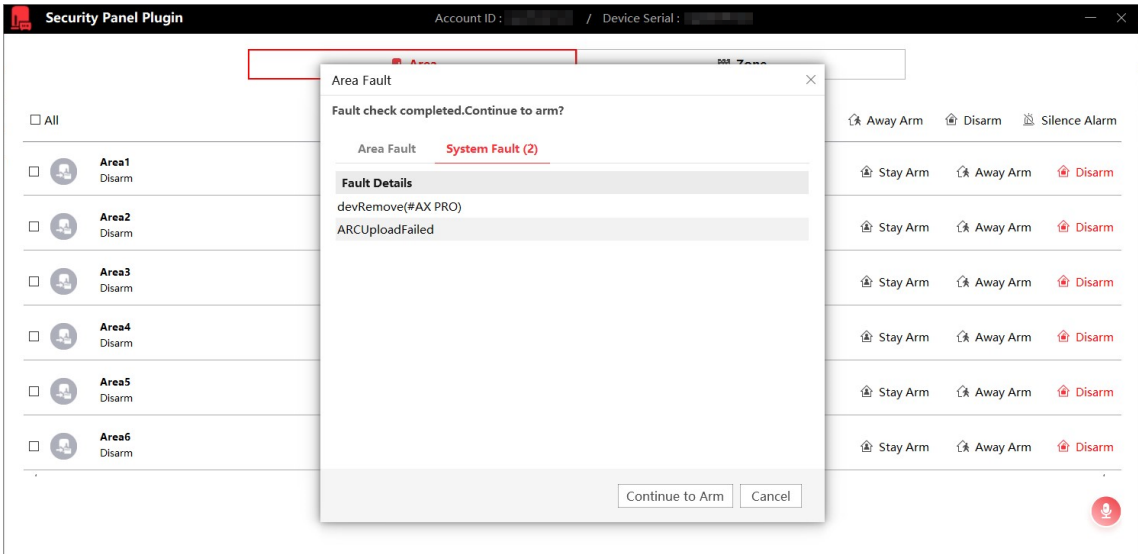 Security Panel Plugin
Account ID : / Device Serial :
Area Zone
Area Fault
Fault check completed.Continue to arm?
All
Away Arm Disarm Silence Alarm
Area Fault System Fault (2)
Area1
Disarm
Stay Arm Away Arm Disarm
Fault Details
devRemove(#AX PRO)
ARCUploadFailed
Area2
Disarm
Stay Arm Away Arm Disarm
Area3
Disarm
Stay Arm Away Arm Disarm
Area4
Disarm
Stay Arm Away Arm Disarm
Area5
Disarm
Stay Arm Away Arm Disarm
Area6
Disarm
Stay Arm Away Arm Disarm
Continue to Arm Cancel